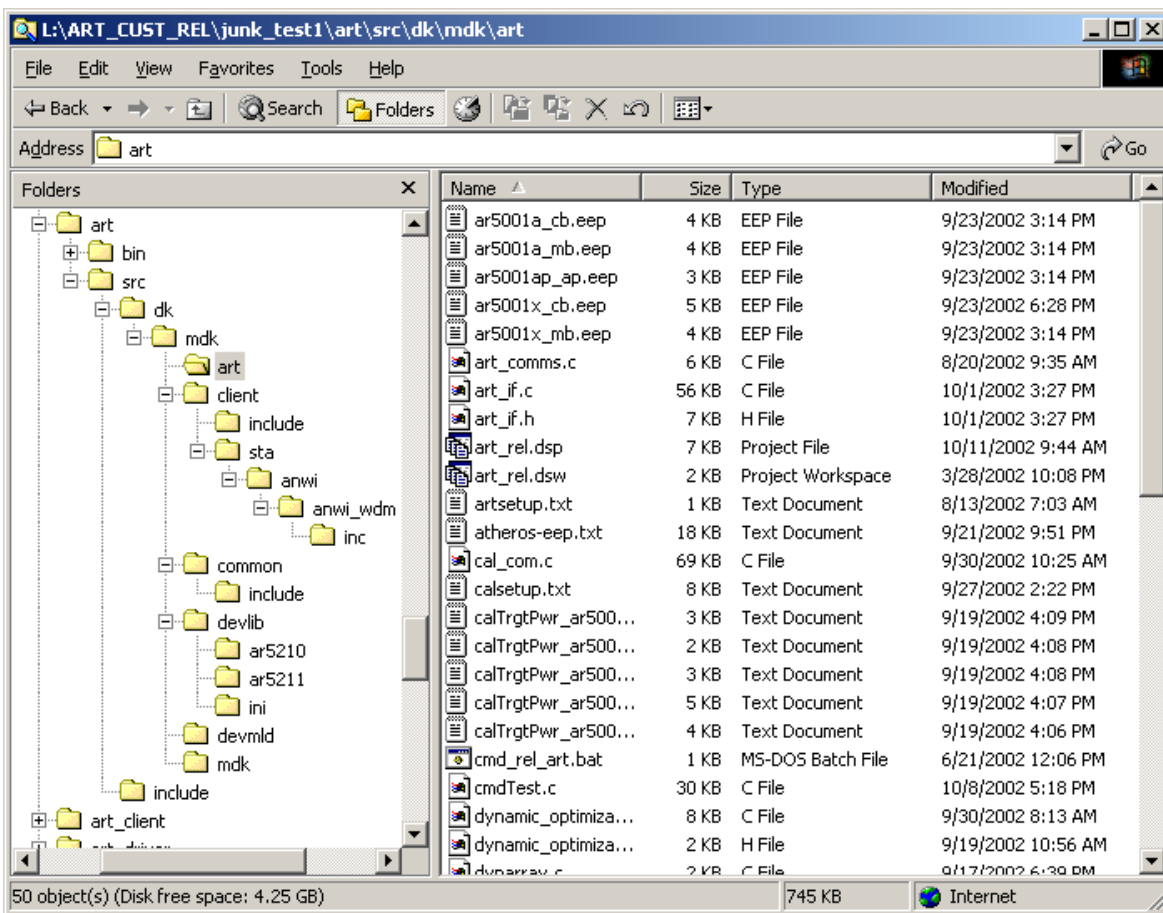 L:\ART_CUST_REL\junk_test1\art\src\dk\mdk\art
File Edit View Favorites Tools Help
Back Search Folders
Address art Go
Folders
art
bin
src
dk
mdk
art
client
include
sta
anwi
anwi_wdm
inc
common
include
devlib
ar5210
ar5211
ini
devmld
mdk
include
art_client
Name Size Type Modified
ar5001a_cb.eep 4 KB EEP File 9/23/2002 3:14 PM
ar5001a_mb.eep 4 KB EEP File 9/23/2002 3:14 PM
ar5001ap_ap.eep 3 KB EEP File 9/23/2002 3:14 PM
ar5001x_cb.eep 5 KB EEP File 9/23/2002 6:28 PM
ar5001x_mb.eep 4 KB EEP File 9/23/2002 3:14 PM
art_comms.c 6 KB C File 8/20/2002 9:35 AM
art_if.c 56 KB C File 10/1/2002 3:27 PM
art_if.h 7 KB H File 10/1/2002 3:27 PM
art_rel.dsp 7 KB Project File 10/11/2002 9:44 AM
art_rel.dsw 2 KB Project Workspace 3/28/2002 10:08 PM
artsetup.txt 1 KB Text Document 8/13/2002 7:03 AM
atheros-eep.txt 18 KB Text Document 9/21/2002 9:51 PM
cal_com.c 69 KB C File 9/30/2002 10:25 AM
calsetup.txt 8 KB Text Document 9/27/2002 2:22 PM
calTrgtPwr_ar500... 3 KB Text Document 9/19/2002 4:09 PM
calTrgtPwr_ar500... 2 KB Text Document 9/19/2002 4:08 PM
calTrgtPwr_ar500... 3 KB Text Document 9/19/2002 4:08 PM
calTrgtPwr_ar500... 5 KB Text Document 9/19/2002 4:07 PM
calTrgtPwr_ar500... 4 KB Text Document 9/19/2002 4:06 PM
cmd_rel_art.bat 1 KB MS-DOS Batch File 6/21/2002 12:06 PM
cmdTest.c 30 KB C File 10/8/2002 5:18 PM
dynamic_optimiza... 8 KB C File 9/30/2002 8:13 AM
dynamic_optimiza... 2 KB H File 9/19/2002 10:56 AM
dynarray.c 2 KB C File 9/17/2002 6:39 PM
50 object(s) (Disk free space: 4.25 GB) 745 KB Internet